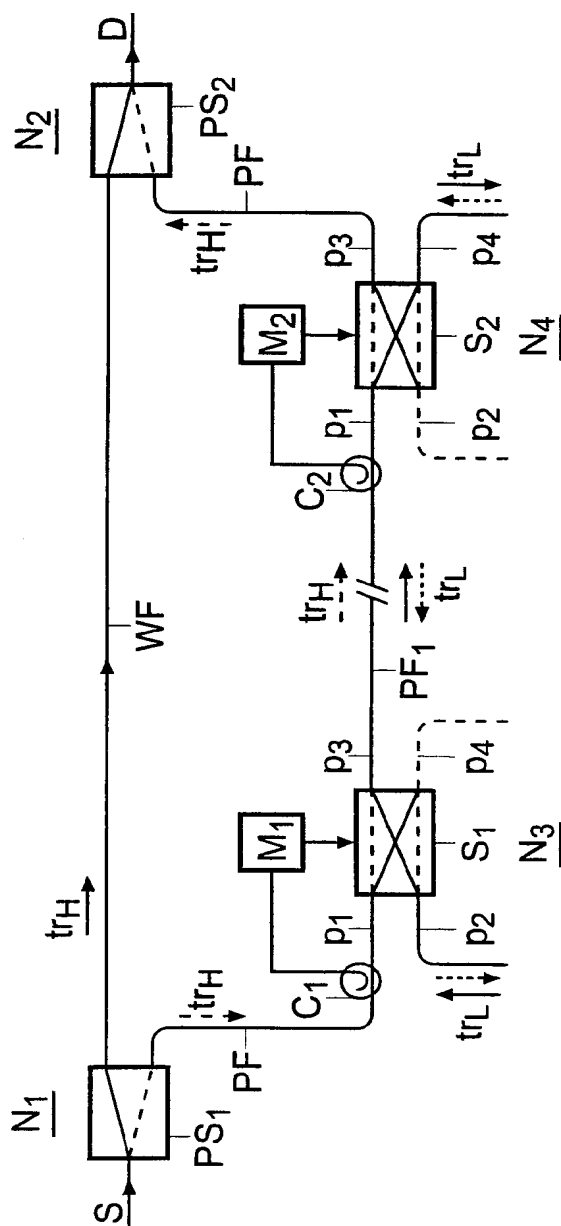 N1
N2
S
PS1
trH
WF
PS2
D
trH
PF
trH
PF
C1
M1
p1
p2
trL
S1
N3
p3
p4
PF1
trH
trL
C2
M2
p1
p2
S2
N4
p3
p4
trL